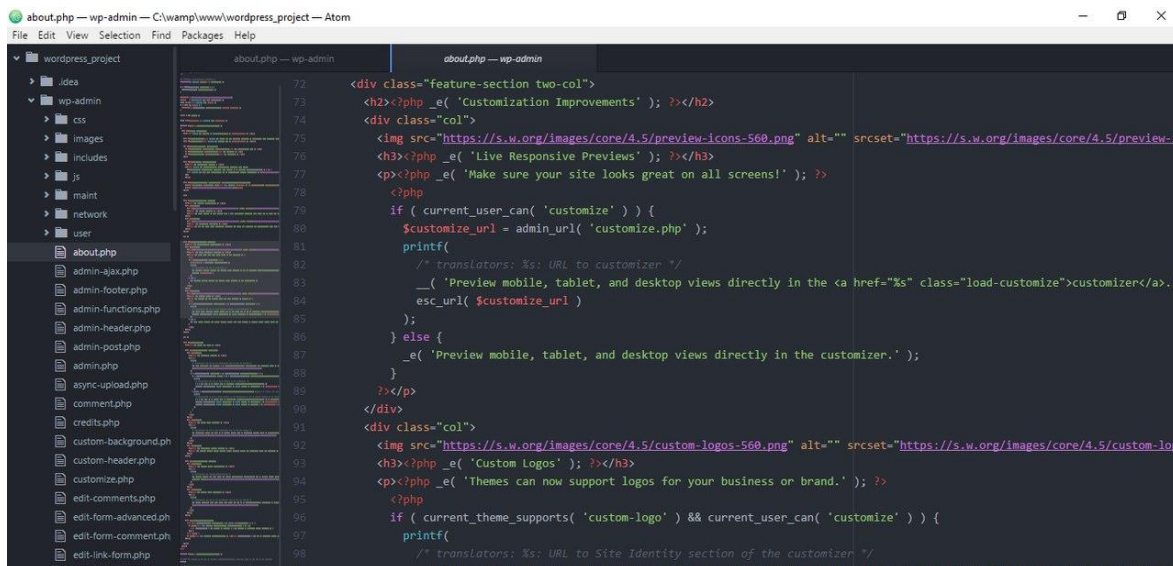 about.php — wp-admin — C:\wamp\www\wordpress_project — Atom
File Edit View Selection Find Packages Help
wordpress_project
.idea
wp-admin
css
images
includes
js
maint
network
user
about.php
admin-ajax.php
admin-footer.php
admin-functions.php
admin-header.php
admin-post.php
admin.php
async-upload.php
comment.php
credits.php
custom-background.ph
custom-header.php
customize.php
edit-comments.php
edit-form-advanced.ph
edit-form-comment.ph
edit-link-form.php
about.php — wp-admin
about.php — wp-admin
72 <div class="feature-section two-col">
73 <h2><?php _e( 'Customization Improvements' ); ?></h2>
74 <div class="col">
75 <img src="https://s.w.org/images/core/4.5/preview-icons-560.png" alt="" srcset="https://s.w.org/images/core/4.5/preview-
76 <h3><?php _e( 'Live Responsive Previews' ); ?></h3>
77 <p><?php _e( 'Make sure your site looks great on all screens!' ); ?>
78 <?php
79 if ( current_user_can( 'customize' ) ) {
80 $customize_url = admin_url( 'customize.php' );
81 printf(
82 /* translators: %s: URL to customizer */
83 __( 'Preview mobile, tablet, and desktop views directly in the <a href="%s" class="load-customize">customizer</a>.
84 esc_url( $customize_url )
85 );
86 } else {
87 _e( 'Preview mobile, tablet, and desktop views directly in the customizer.' );
88 }
89 ?></p>
90 </div>
91 <div class="col">
92 <img src="https://s.w.org/images/core/4.5/custom-logos-560.png" alt="" srcset="https://s.w.org/images/core/4.5/custom-lo
93 <h3><?php _e( 'Custom Logos' ); ?></h3>
94 <p><?php _e( 'Themes can now support logos for your business or brand.' ); ?>
95 <?php
96 if ( current_theme_supports( 'custom-logo' ) && current_user_can( 'customize' ) ) {
97 printf(
98 /* translators: %s: URL to Site Identity section of the customizer */